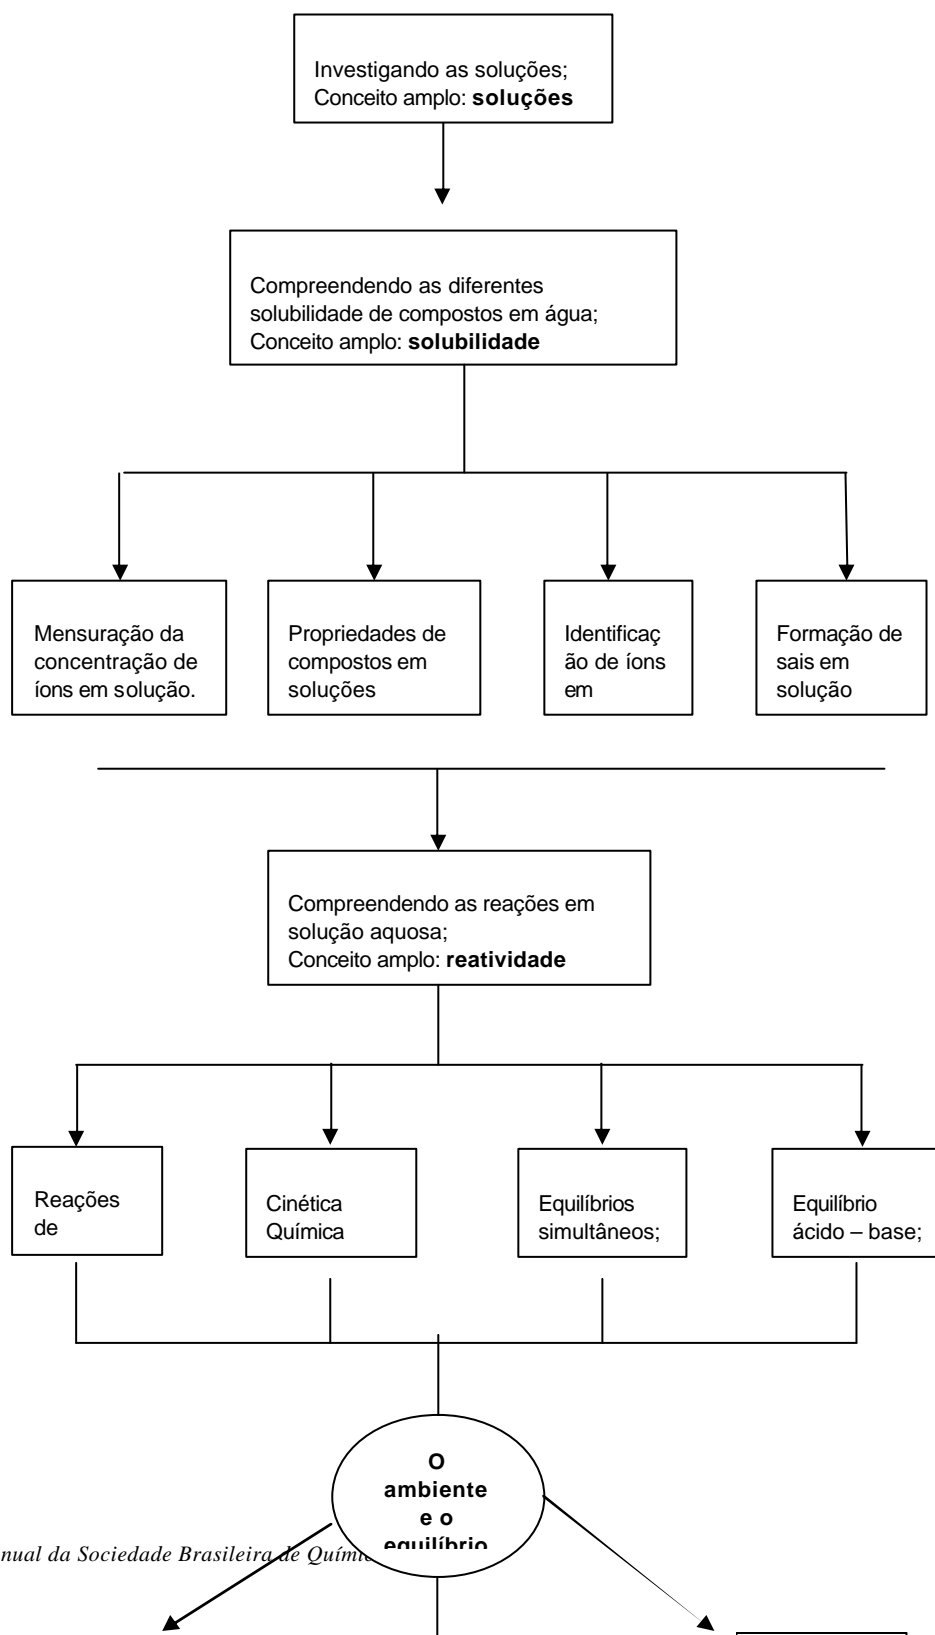 Investigando as soluções;
Conceito amplo: soluções
Compreendendo as diferentes
solubilidade de compostos em água;
Conceito amplo: solubilidade
Mensuração da
concentração de
íons em solução.
Propriedades de
compostos em
soluções
Identificaç
ão de íons
em
Formação de
sais em
solução
Compreendendo as reações em
solução aquosa;
Conceito amplo: reatividade
Reações
de
Cinética
Química
Equilíbrios
simultâneos;
Equilíbrio
ácido – base;
O
ambiente
e o
equilíbrio
nual da Sociedade Brasileira de Químic